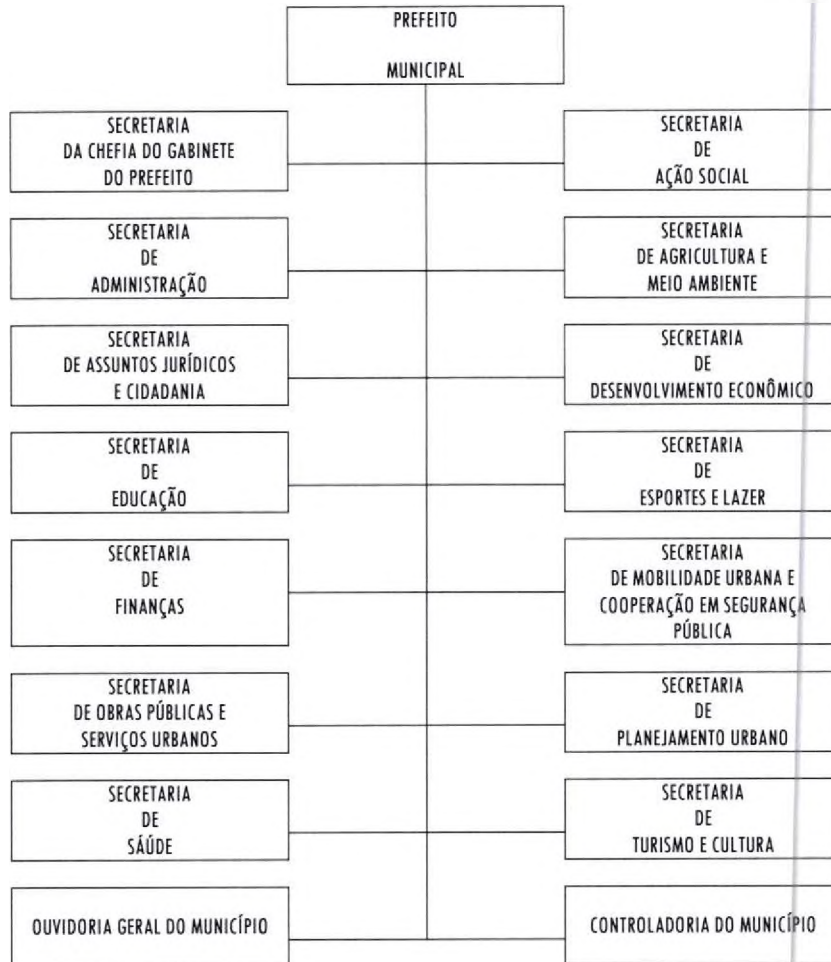 PREFEITO
MUNICIPAL
SECRETARIA
DA CHEFIA DO GABINETE
DO PREFEITO
SECRETARIA
DE
AÇÃO SOCIAL
SECRETARIA
DE
ADMINISTRAÇÃO
SECRETARIA
DE AGRICULTURA E
MEIO AMBIENTE
SECRETARIA
DE ASSUNTOS JURÍDICOS
E CIDADANIA
SECRETARIA
DE
DESENVOLVIMENTO ECONÔMICO
SECRETARIA
DE
EDUCAÇÃO
SECRETARIA
DE
ESPORTES E LAZER
SECRETARIA
DE
FINANÇAS
SECRETARIA
DE MOBILIDADE URBANA E
COOPERAÇÃO EM SEGURANÇA
PÚBLICA
SECRETARIA
DE OBRAS PÚBLICAS E
SERVIÇOS URBANOS
SECRETARIA
DE
PLANEJAMENTO URBANO
SECRETARIA
DE
SÁÚDE
SECRETARIA
DE
TURISMO E CULTURA
OUVIDORIA GERAL DO MUNICÍPIO
CONTROLADORIA DO MUNICÍPIO